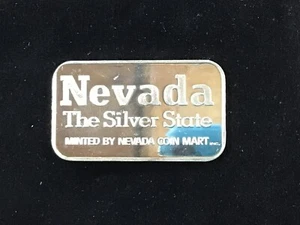 Nevada
The Silver State
MINTED BY NEVADA COIN MART INC.